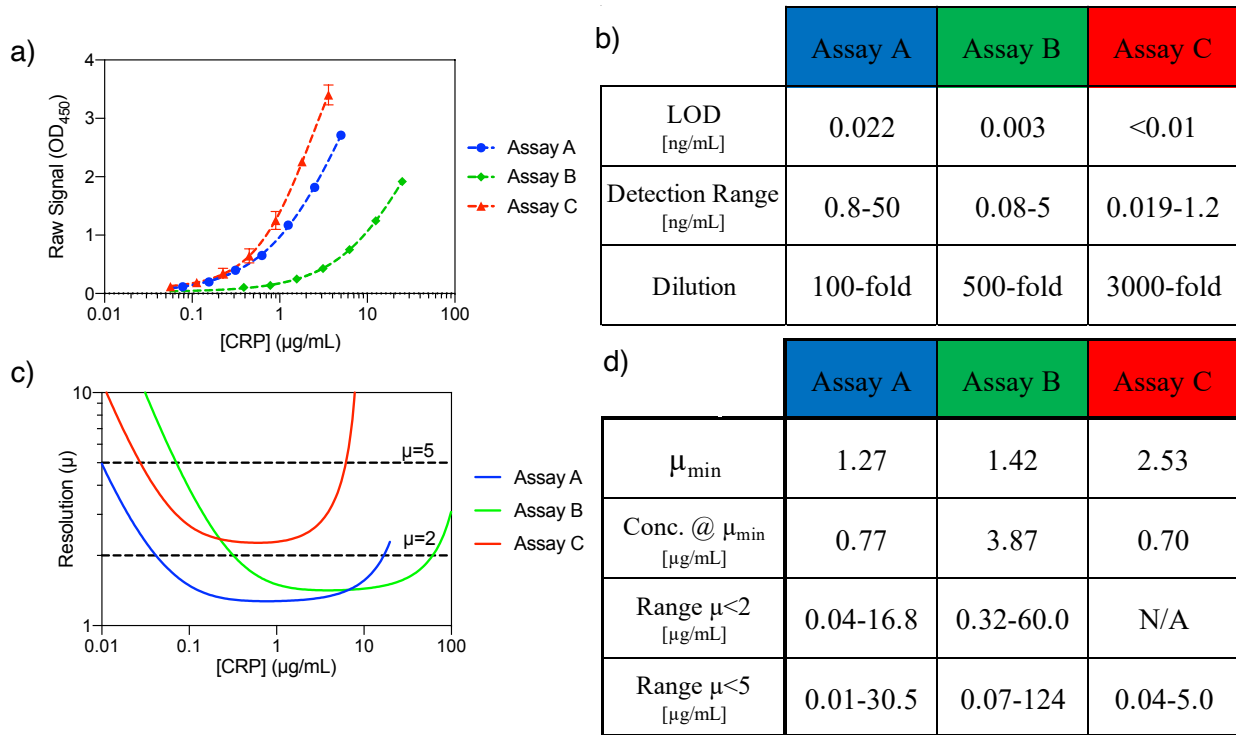 a)
4
3
2
1
0
0.01
0.1
1
10
100
Raw Signal (OD450)
[CRP] (µg/mL)
Assay A
Assay B
Assay C
b)
Assay A Assay B Assay C
LOD
[ng/mL]
0.022 0.003 <0.01
Detection Range
[ng/mL]
0.8-50 0.08-5 0.019-1.2
Dilution 100-fold 500-fold 3000-fold
c)
10
1
0.01
0.1
1
10
100
Resolution (µ)
[CRP] (µg/mL)
µ=5
µ=2
Assay A
Assay B
Assay C
d)
Assay A Assay B Assay C
µmin 1.27 1.42 2.53
Conc. @ µmin
[µg/mL]
0.77 3.87 0.70
Range µ<2
[µg/mL]
0.04-16.8 0.32-60.0 N/A
Range µ<5
[µg/mL]
0.01-30.5 0.07-124 0.04-5.0